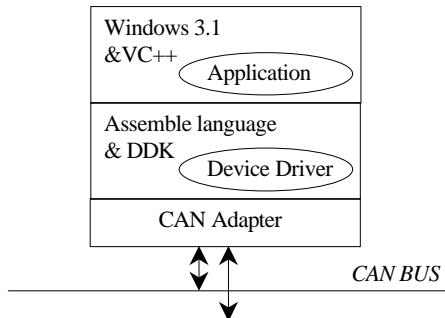 Windows 3.1
&VC++
Application
Assemble language
& DDK
Device Driver
CAN Adapter
CAN BUS